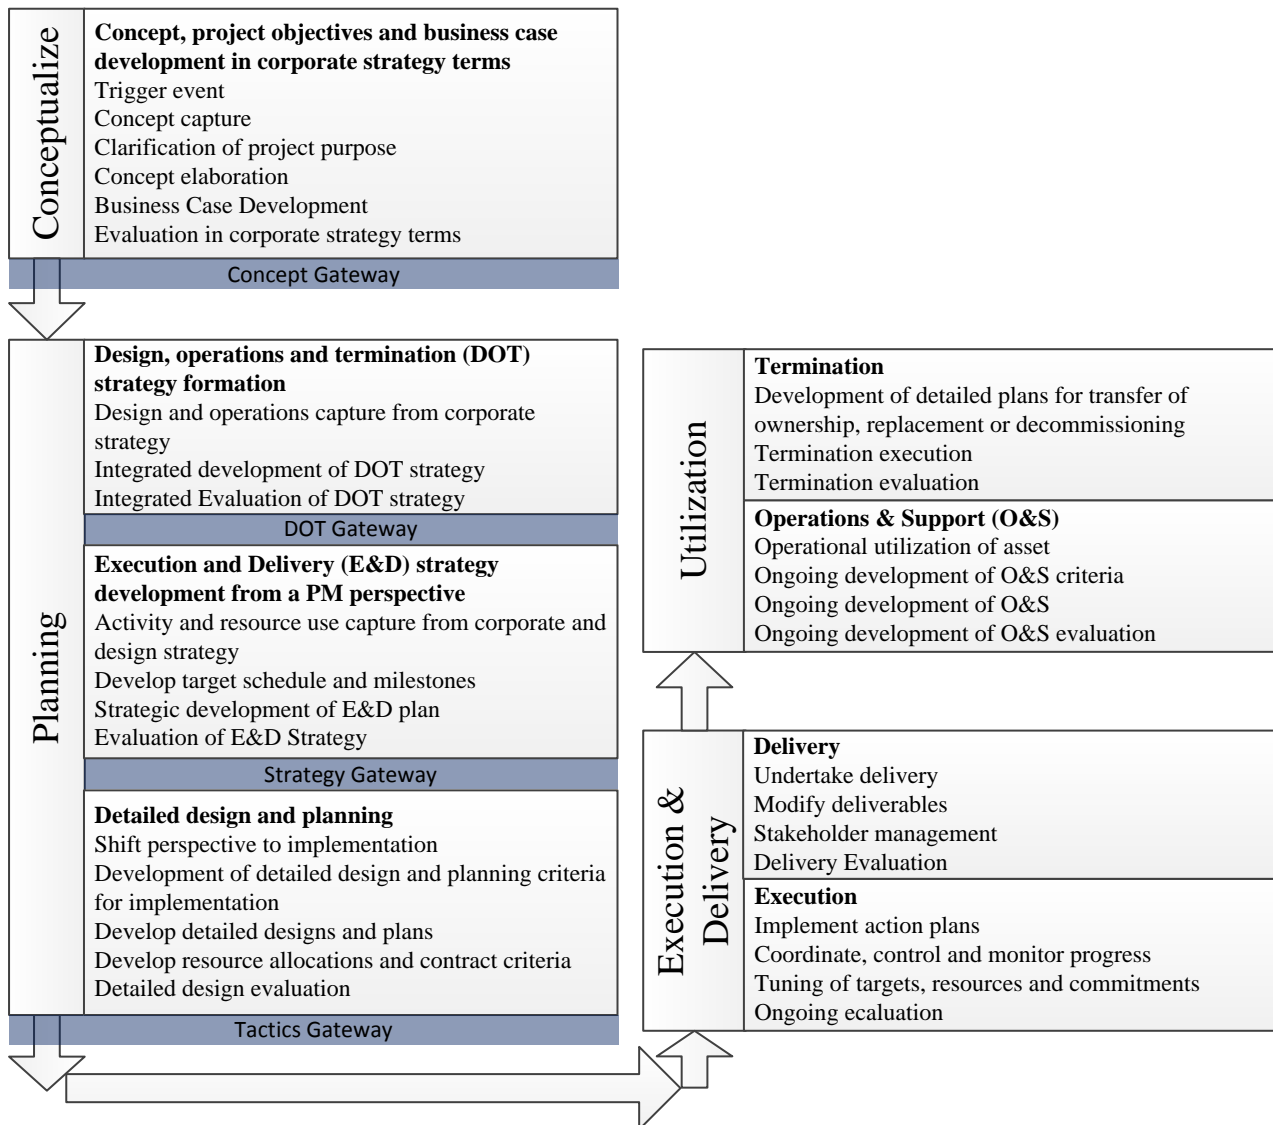 Conceptualize
Concept, project objectives and business case
development in corporate strategy terms
Trigger event
Concept capture
Clarification of project purpose
Concept elaboration
Business Case Development
Evaluation in corporate strategy terms
Concept Gateway
Planning
Design, operations and termination (DOT)
strategy formation
Design and operations capture from corporate
strategy
Integrated development of DOT strategy
Integrated Evaluation of DOT strategy
DOT Gateway
Execution and Delivery (E&D) strategy
development from a PM perspective
Activity and resource use capture from corporate and
design strategy
Develop target schedule and milestones
Strategic development of E&D plan
Evaluation of E&D Strategy
Strategy Gateway
Detailed design and planning
Shift perspective to implementation
Development of detailed design and planning criteria
for implementation
Develop detailed designs and plans
Develop resource allocations and contract criteria
Detailed design evaluation
Tactics Gateway
Utilization
Termination
Development of detailed plans for transfer of
ownership, replacement or decommissioning
Termination execution
Termination evaluation
Operations & Support (O&S)
Operational utilization of asset
Ongoing development of O&S criteria
Ongoing development of O&S
Ongoing development of O&S evaluation
Execution &
Delivery
Delivery
Undertake delivery
Modify deliverables
Stakeholder management
Delivery Evaluation
Execution
Implement action plans
Coordinate, control and monitor progress
Tuning of targets, resources and commitments
Ongoing ecaluation